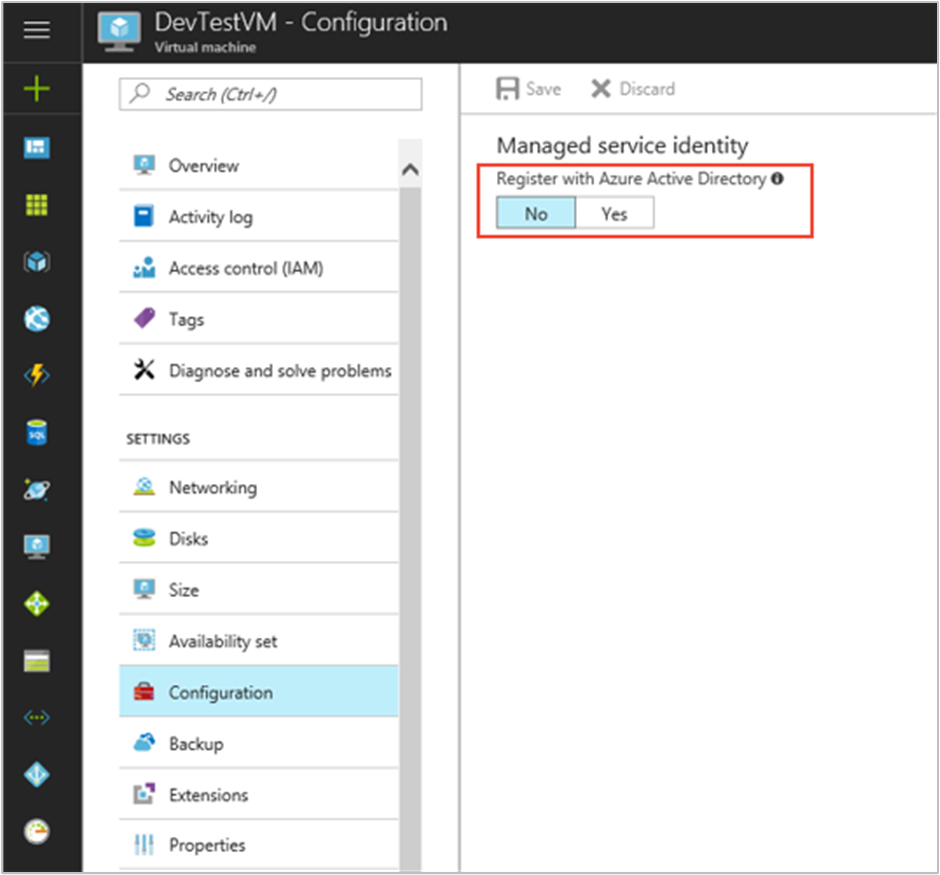 DevTestVM - Configuration
Virtual machine
Search (Ctrl+/)
Overview
Activity log
Access control (IAM)
Tags
Diagnose and solve problems
SETTINGS
Networking
Disks
Size
Availability set
Configuration
Backup
Extensions
Properties
Save Discard
Managed service identity
Register with Azure Active Directory
No Yes
SQL